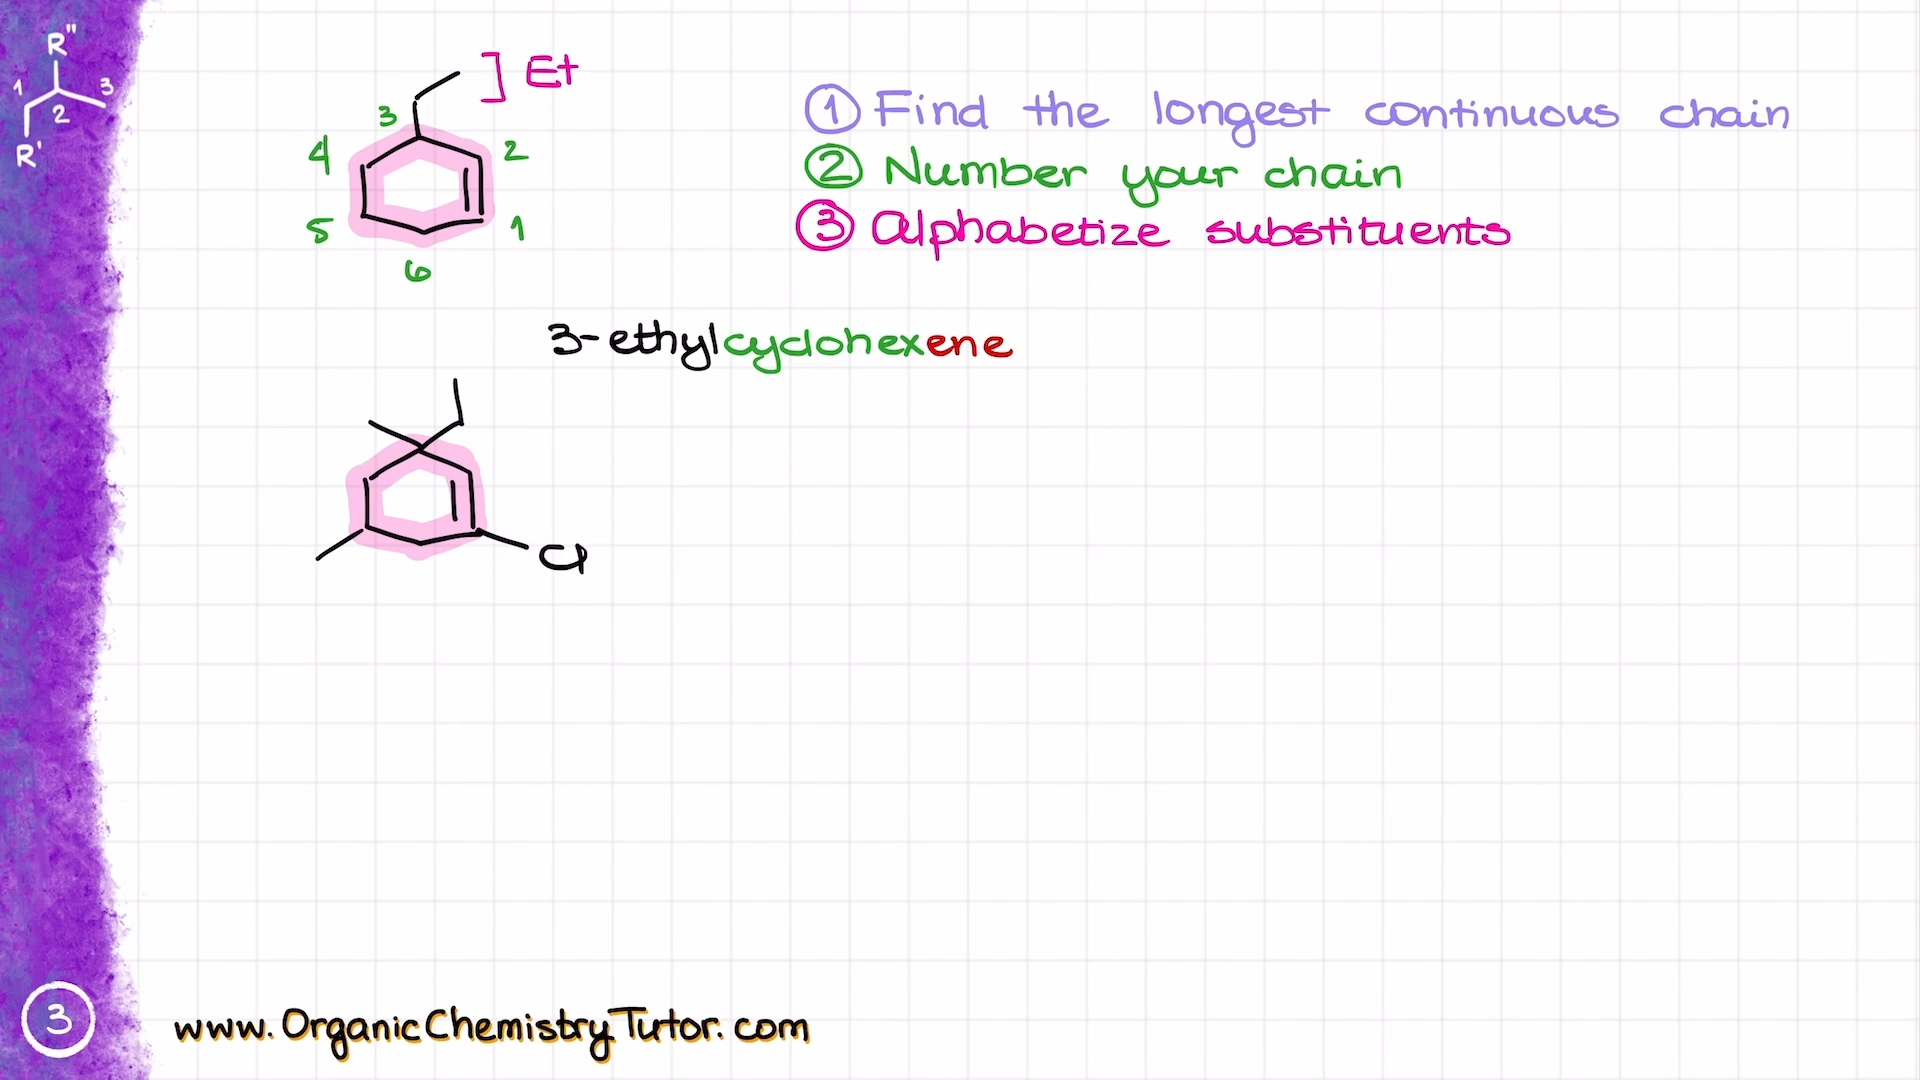 R"
1
3
2
R'
] Et
3
4
2
5
1
6
① Find the longest continuous chain
② Number your chain
③ Alphabetize substituents
3-ethylcyclohexene
Cl
3
www.OrganicChemistryTutor.com